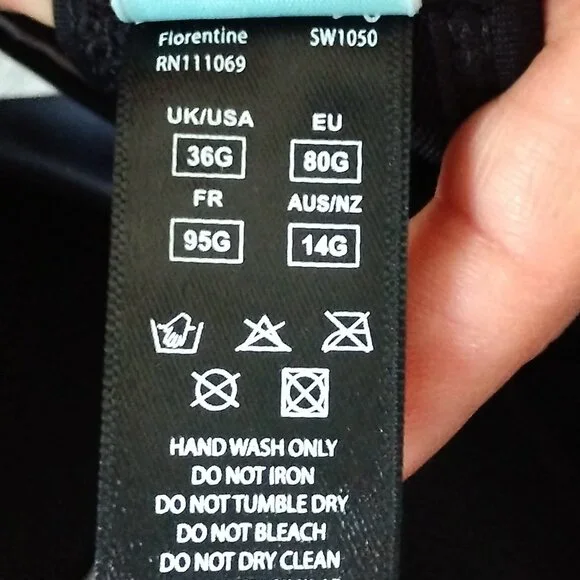 Florentine SW1050
RN111069
UK/USA EU
36G 80G
FR AUS/NZ
95G 14G
HAND WASH ONLY
DO NOT IRON
DO NOT TUMBLE DRY
DO NOT BLEACH
DO NOT DRY CLEAN